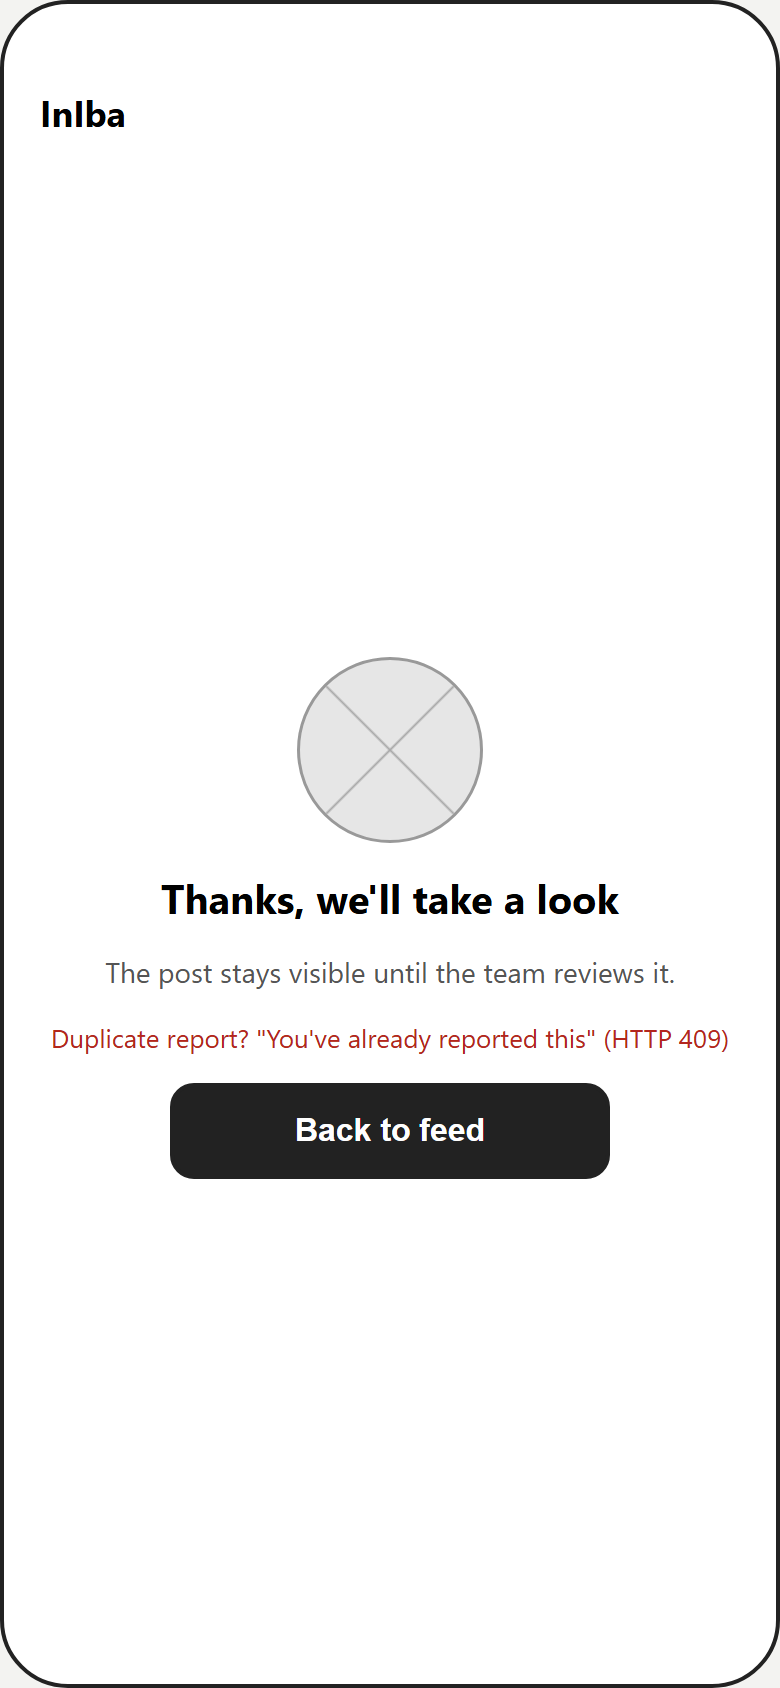 InIba
Thanks, we'll take a look
The post stays visible until the team reviews it.
Duplicate report? "You've already reported this" (HTTP 409)
Back to feed